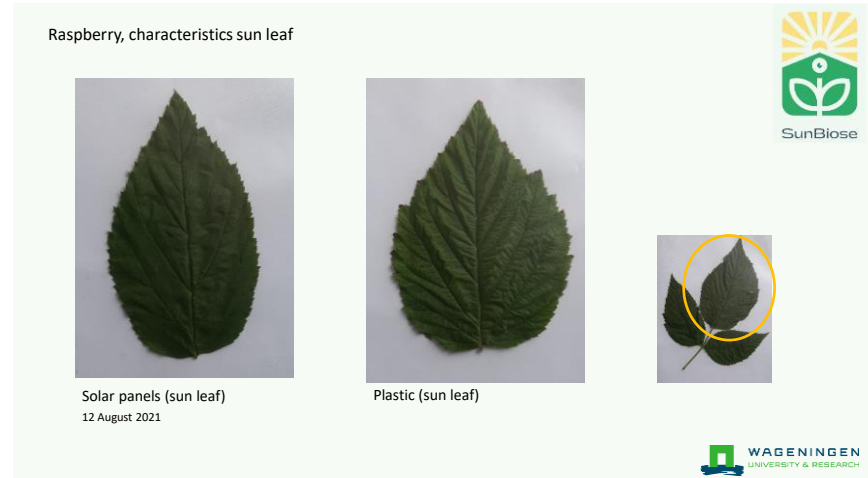 Raspberry, characteristics sun leaf
SunBiose
Solar panels (sun leaf)
12 August 2021
Plastic (sun leaf)
WAGENINGEN
UNIVERSITY & RESEARCH